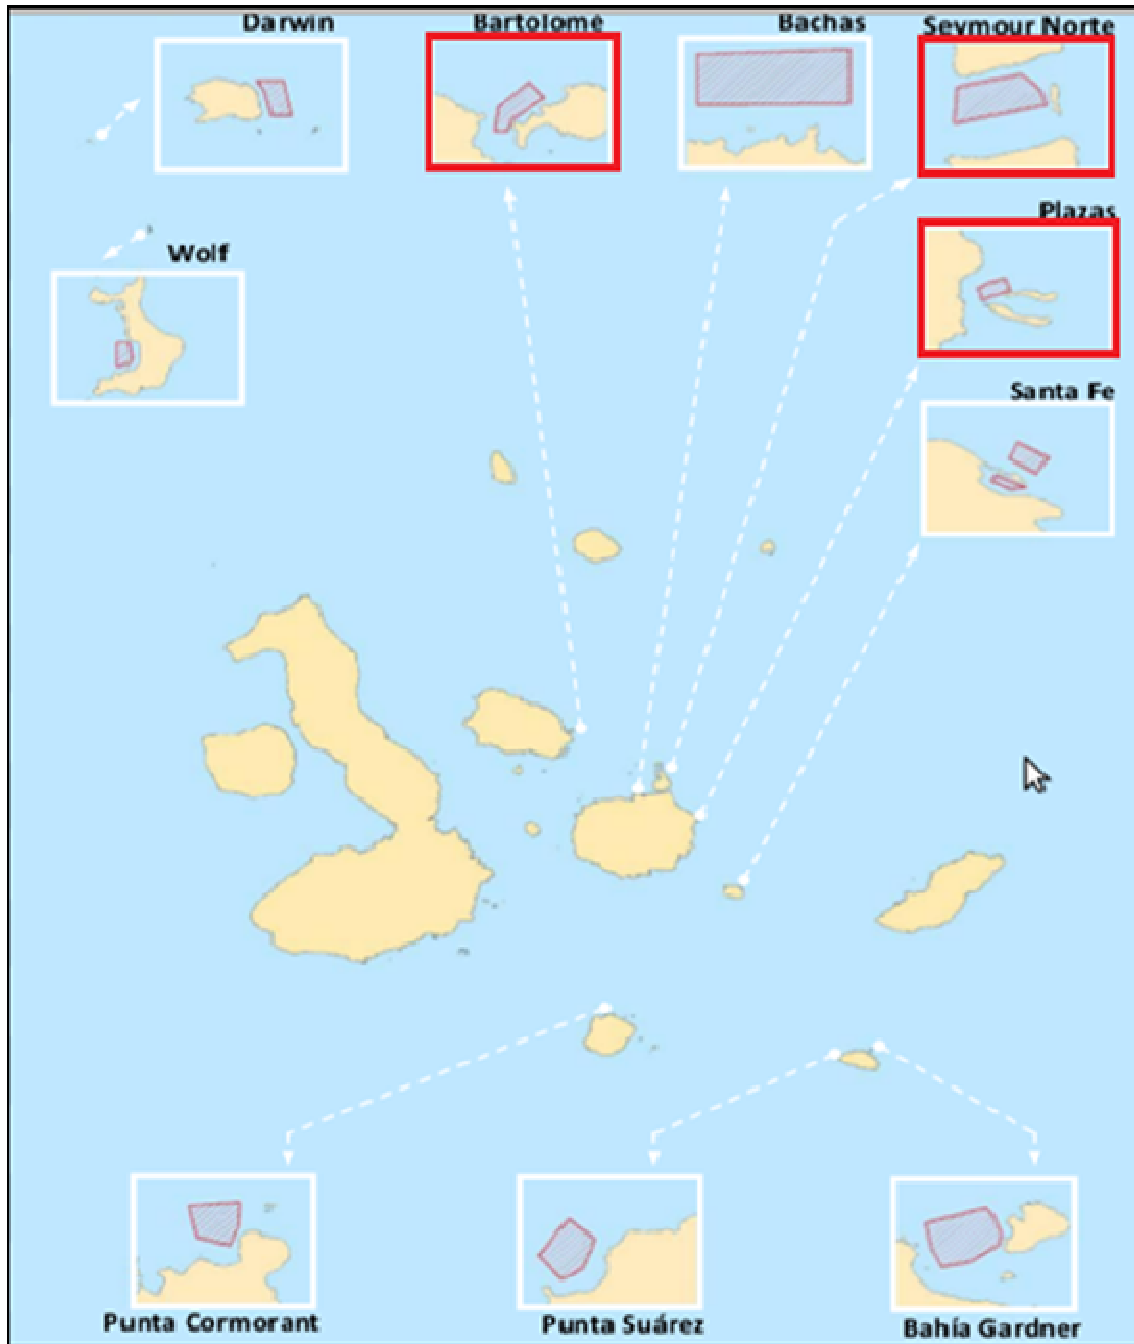 Darwin
Bartolomé
Bachas
Seymour Norte
Plazas
Wolf
Santa Fe
Punta Cormorant
Punta Suárez
Bahía Gardner